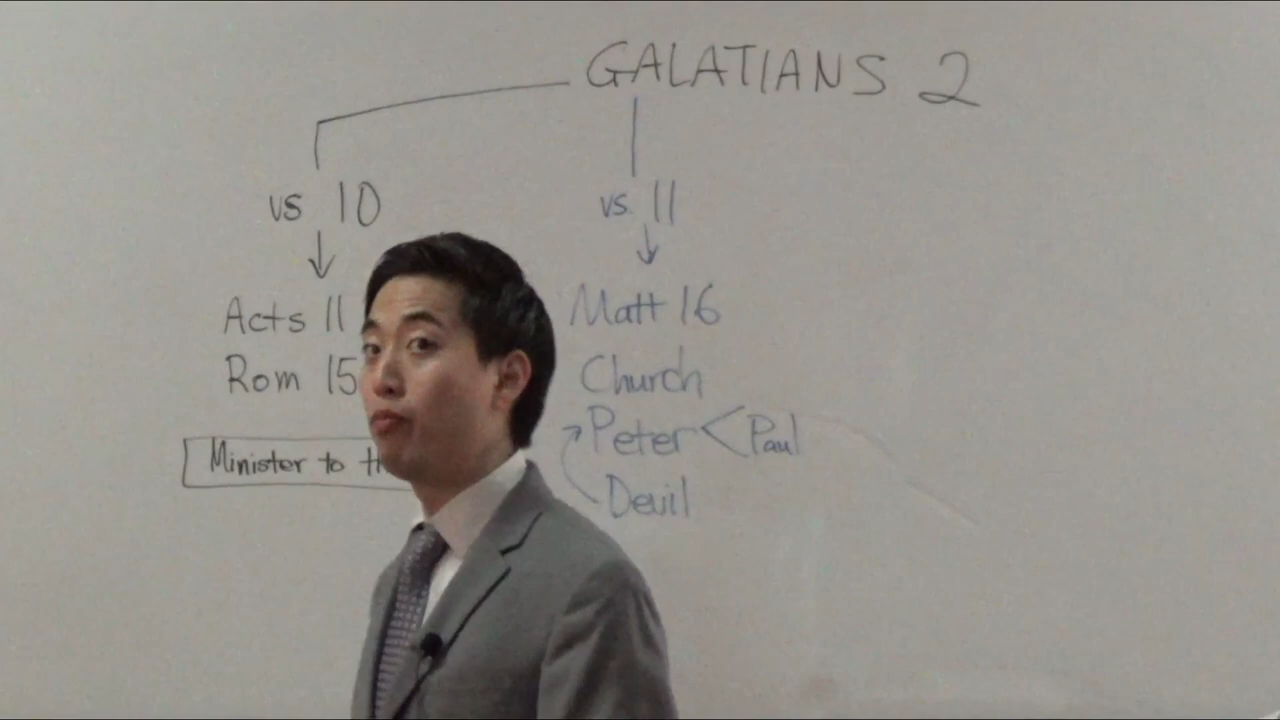 GALATIANS 2
vs 10
Acts 11
Rom 15
Minister to
vs. 11
Matt 16
Church
Peter < Paul
Devil